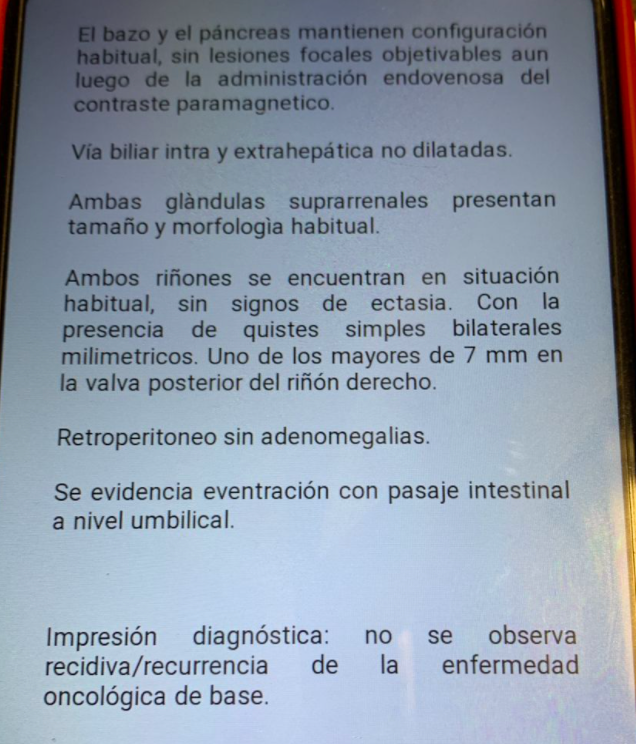 El bazo y el páncreas mantienen configuración
habitual, sin lesiones focales objetivables aun
luego de la administración endovenosa del
contraste paramagnetico.
Vía biliar intra y extrahepática no dilatadas.
Ambas glàndulas suprarrenales presentan
tamaño y morfologìa habitual.
Ambos riñones se encuentran en situación
habitual, sin signos de ectasia. Con la
presencia de quistes simples bilaterales
milimetricos. Uno de los mayores de 7 mm en
la valva posterior del riñón derecho.
Retroperitoneo sin adenomegalias.
Se evidencia eventración con pasaje intestinal
a nivel umbilical.
Impresión diagnóstica: no se observa
recidiva/recurrencia de la enfermedad
oncológica de base.